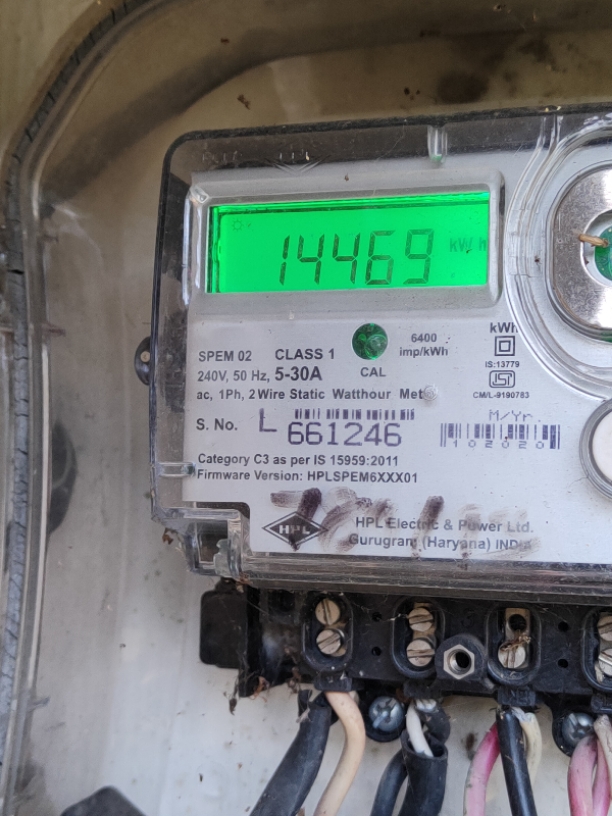 14469 kWh
kWh
6400
imp/kWh
SPEM 02 CLASS 1
240V, 50 Hz, 5-30A
CAL
IS:13779
CM/L-9190783
ac, 1Ph, 2 Wire Static Watthour Met
M/Yr.
S. No. L 661246
102020
Category C3 as per IS 15959:2011
Firmware Version: HPLSPEM6XXX01
HPL
HPL Electric & Power Ltd.
Gurugram (Haryana) INDIA